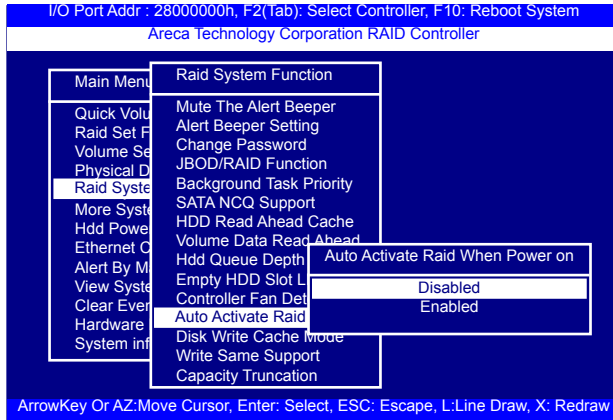 I/O Port Addr : 28000000h, F2(Tab): Select Controller, F10: Reboot System
Areca Technology Corporation RAID Controller
Main Menu
Quick Volu
Raid Set F
Volume Se
Physical D
Raid Syste
More Syste
Hdd Powe
Ethernet C
Alert By M
View Syste
Clear Even
Hardware
System inf
Raid System Function
Mute The Alert Beeper
Alert Beeper Setting
Change Password
JBOD/RAID Function
Background Task Priority
SATA NCQ Support
HDD Read Ahead Cache
Volume Data Read Ahead
Hdd Queue Depth
Empty HDD Slot L
Controller Fan Det
Auto Activate Raid
Disk Write Cache Mode
Write Same Support
Capacity Truncation
Auto Activate Raid When Power on
Disabled
Enabled
ArrowKey Or AZ:Move Cursor, Enter: Select, ESC: Escape, L:Line Draw, X: Redraw